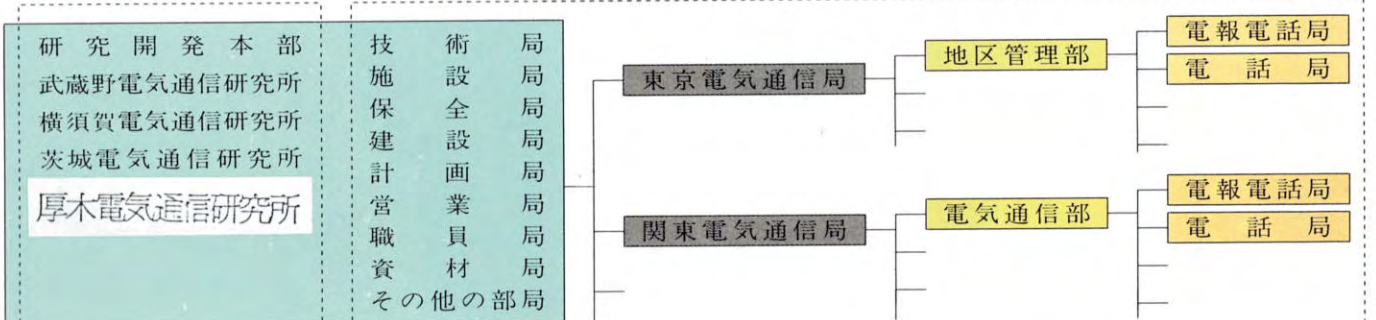 研究開発本部
武蔵野電気通信研究所
横須賀電気通信研究所
茨城電気通信研究所
厚木電気通信研究所
技術局
施設局
保全局
建設局
計画局
営業局
職員局
資材局
その他の部局
東京電気通信局
関東電気通信局
地区管理部
電気通信部
電報電話局
電話局
電報電話局
電話局